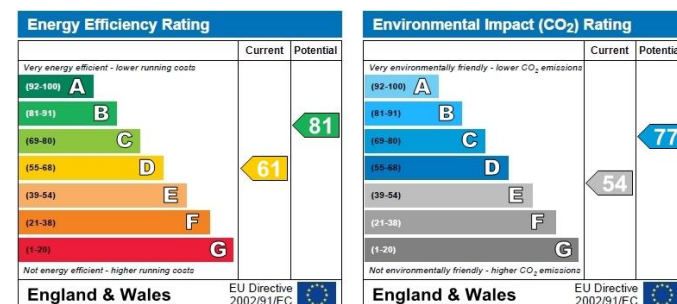 Energy Efficiency Rating
Current Potential
Very energy efficient - lower running costs
(92-100) A
(81-91) B
(69-80) C
(55-68) D
(39-54) E
(21-38) F
(1-20) G
61
81
Not energy efficient - higher running costs
England & Wales
EU Directive
2002/91/EC
Environmental Impact (CO₂) Rating
Current Potential
Very environmentally friendly - lower CO₂ emissions
(92-100) A
(81-91) B
(69-80) C
(55-68) D
(39-54) E
(21-38) F
(1-20) G
54
77
Not environmentally friendly - higher CO₂ emissions
England & Wales
EU Directive
2002/91/EC